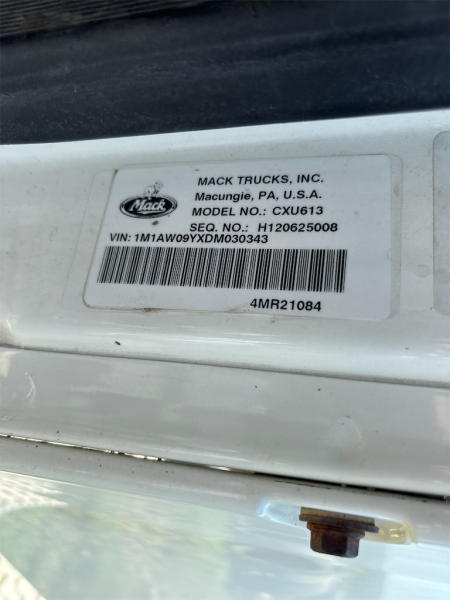 Mack
MACK TRUCKS, INC.
Macungie, PA, U.S.A.
MODEL NO.: CXU613
SEQ. NO.: H120625008
VIN: 1M1AW09YXDM030343
4MR21084